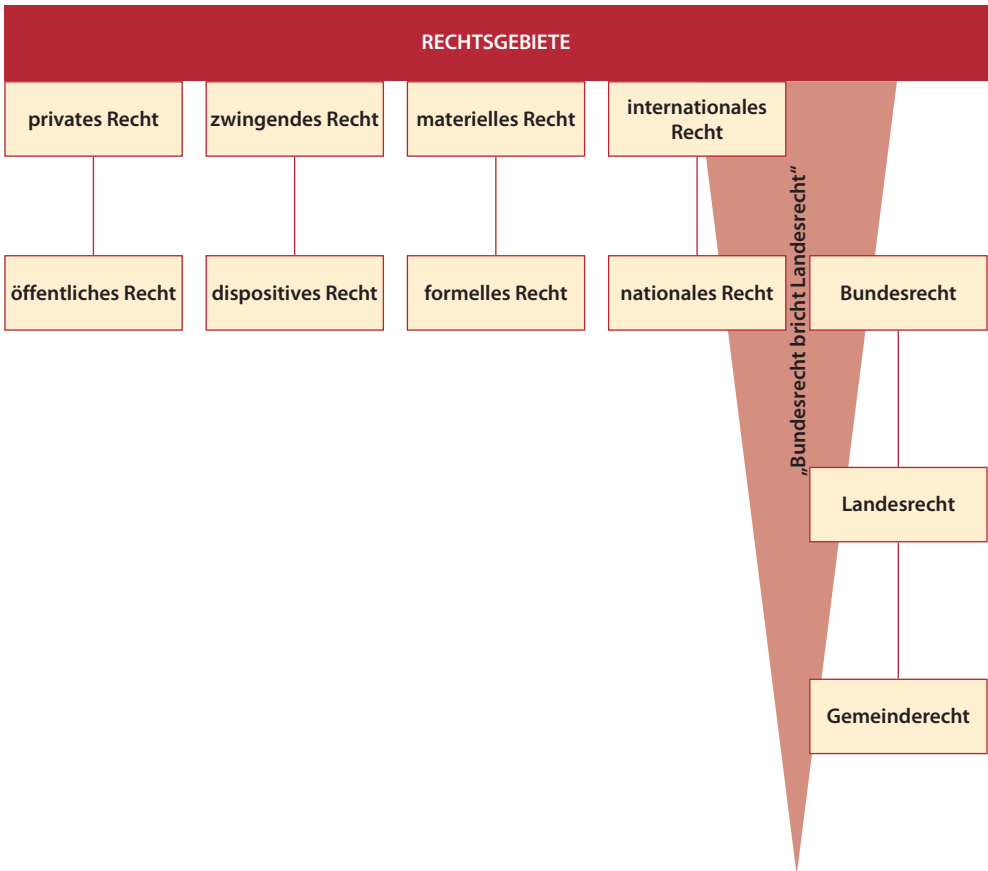 RECHTSGEBIETE
privates Recht
zwingendes Recht
materielles Recht
internationales
Recht
öffentliches Recht
dispositives Recht
formelles Recht
nationales Recht
„Bundesrecht bricht Landesrecht“
Bundesrecht
Landesrecht
Gemeinderecht